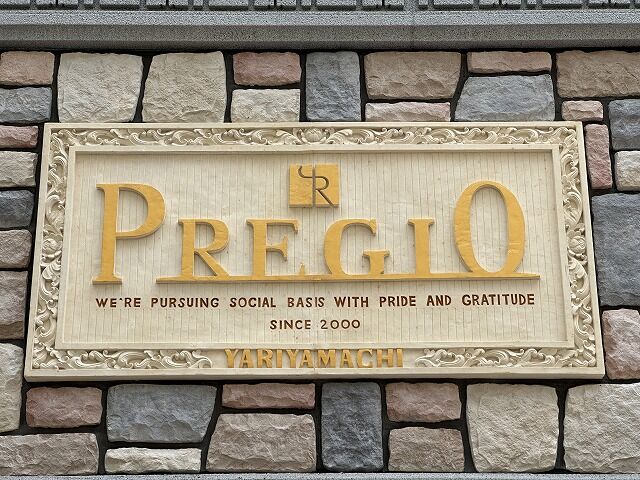 PREGIO
WE'RE PURSUING SOCIAL BASIS WITH PRIDE AND GRATITUDE
SINCE 2000
YARIYAMACHI